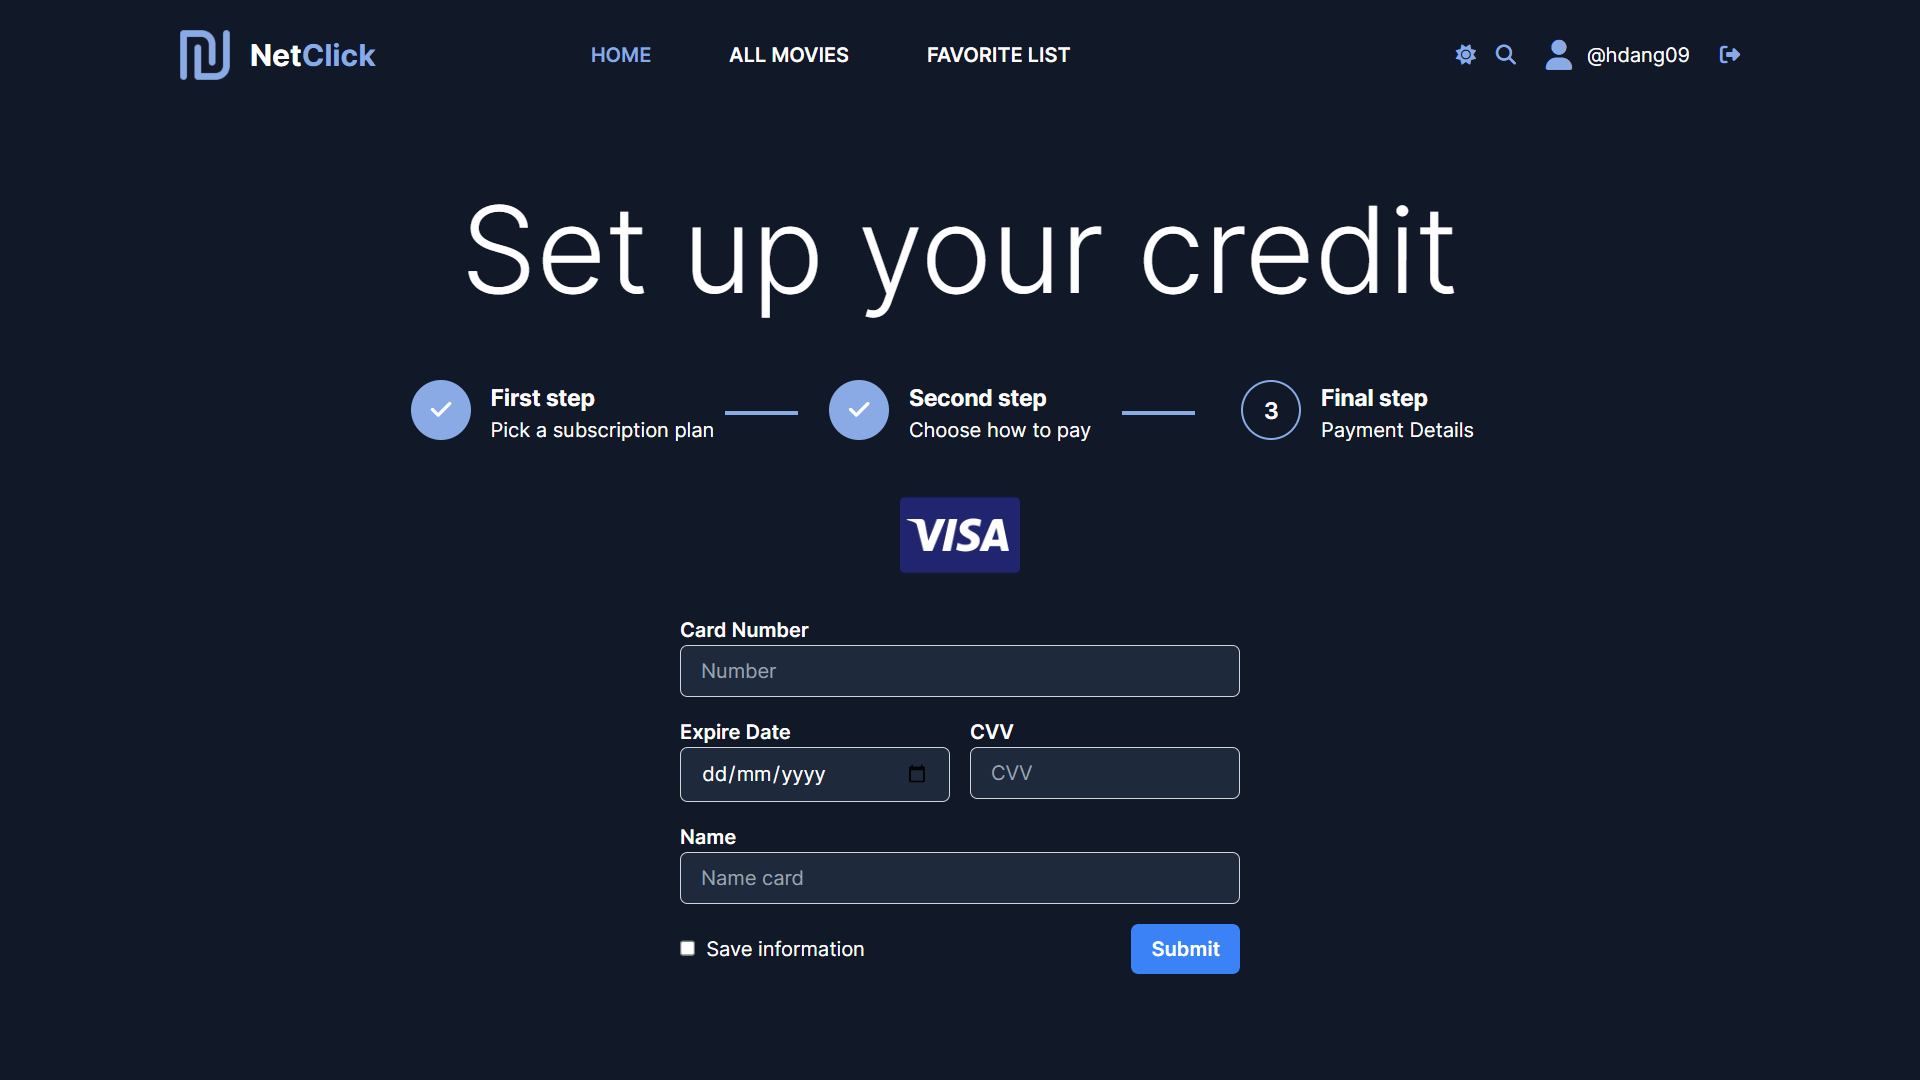 NetClick
HOME ALL MOVIES FAVORITE LIST
@hdang09
Set up your credit
First step
Pick a subscription plan
Second step
Choose how to pay
3
Final step
Payment Details
VISA
Card Number
Number
Expire Date
dd/mm/yyyy
CVV
CVV
Name
Name card
Save information
Submit